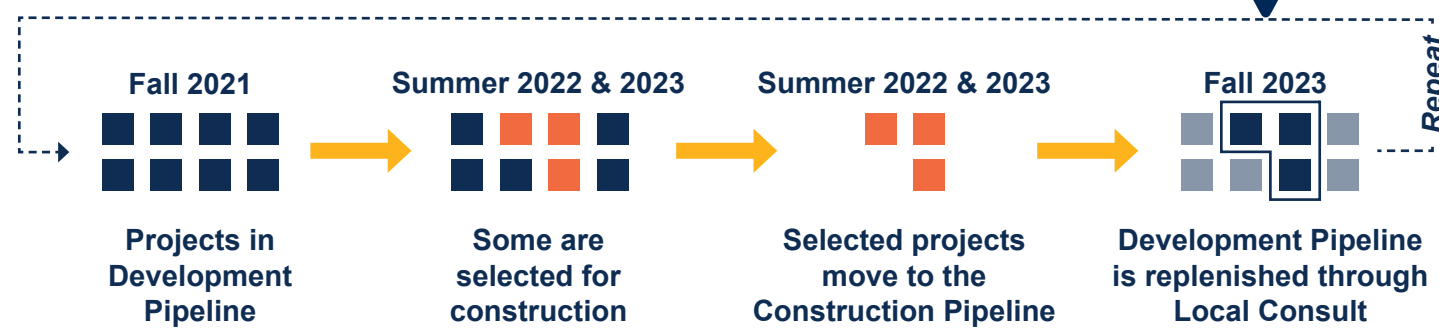 Repeat
Fall 2021
Projects in
Development
Pipeline
Summer 2022 & 2023
Some are
selected for
construction
Summer 2022 & 2023
Selected projects
move to the
Construction Pipeline
Fall 2023
Development Pipeline
is replenished through
Local Consult